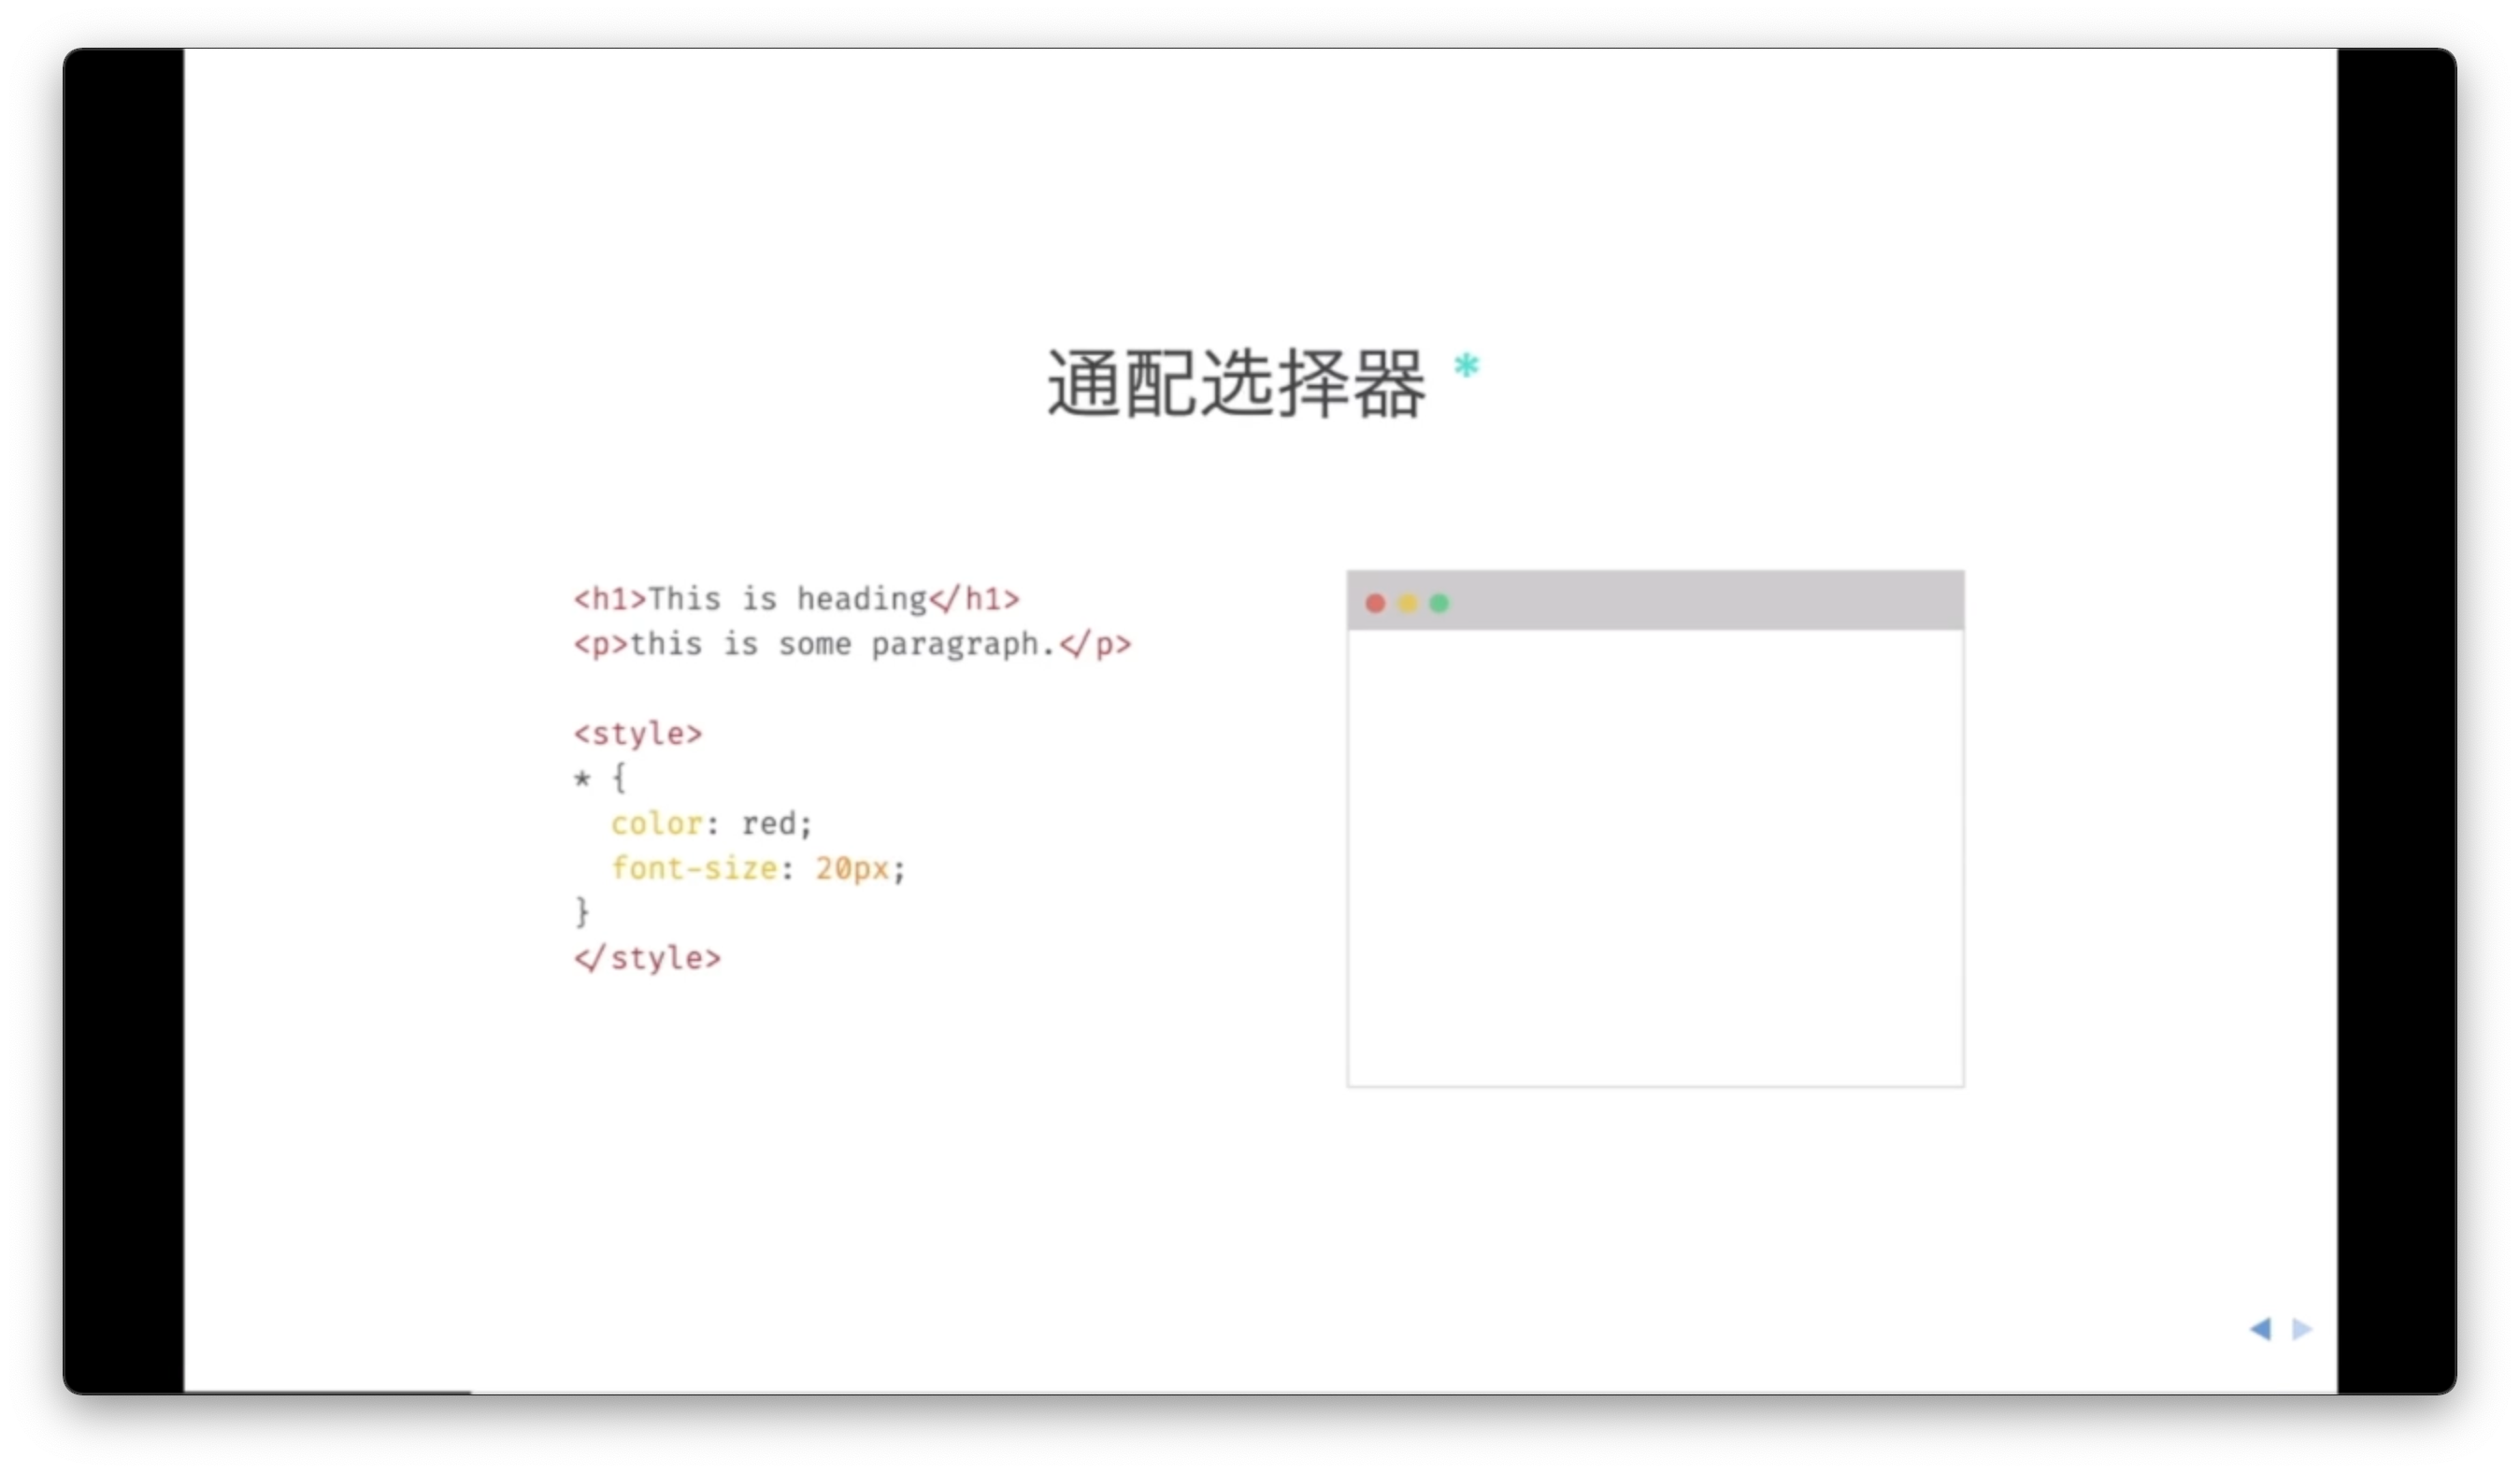 通配选择器 *
<h1>This is heading</h1>
<p>this is some paragraph.</p>
<style>
* {
  color: red;
  font-size: 20px;
}
</style>